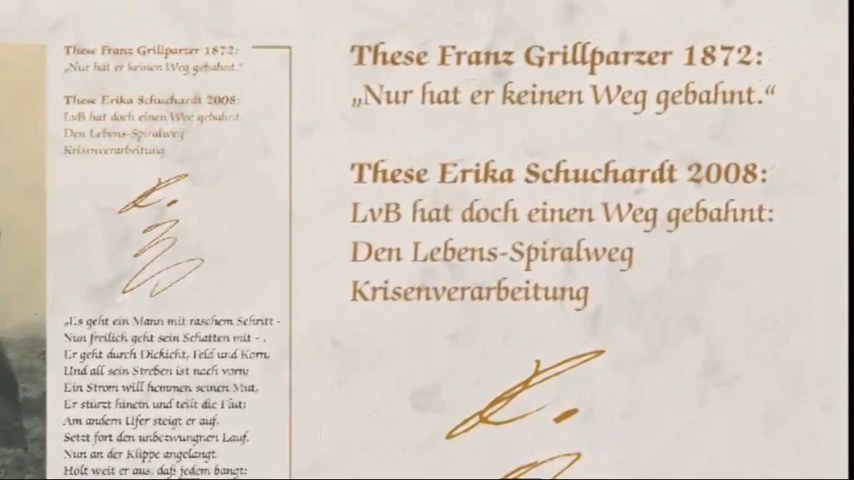 These Franz Grillparzer 1872:
„Nur hat er keinen Weg gebahnt.“
These Erika Schuchardt 2008:
LvB hat doch einen Weg gebahnt:
Den Lebens-Spiralweg
Krisenverarbeitung
„Es geht ein Mann mit raschem Schritt -
Nun freilich geht sein Schatten mit - ,
Er geht durch Dickicht, Feld und Korn,
Und all sein Streben ist nach vorn;
Ein Strom will hemmen seinen Mut,
Er stürzt hinein und teilt die Flut;
Am andern Ufer steigt er auf,
Setzt fort den unbezwungnen Lauf.
Nun an der Klippe angelangt
Holt weit er aus, daß jedem bangt;
These Franz Grillparzer 1872:
„Nur hat er keinen Weg gebahnt.“
These Erika Schuchardt 2008:
LvB hat doch einen Weg gebahnt:
Den Lebens-Spiralweg
Krisenverarbeitung